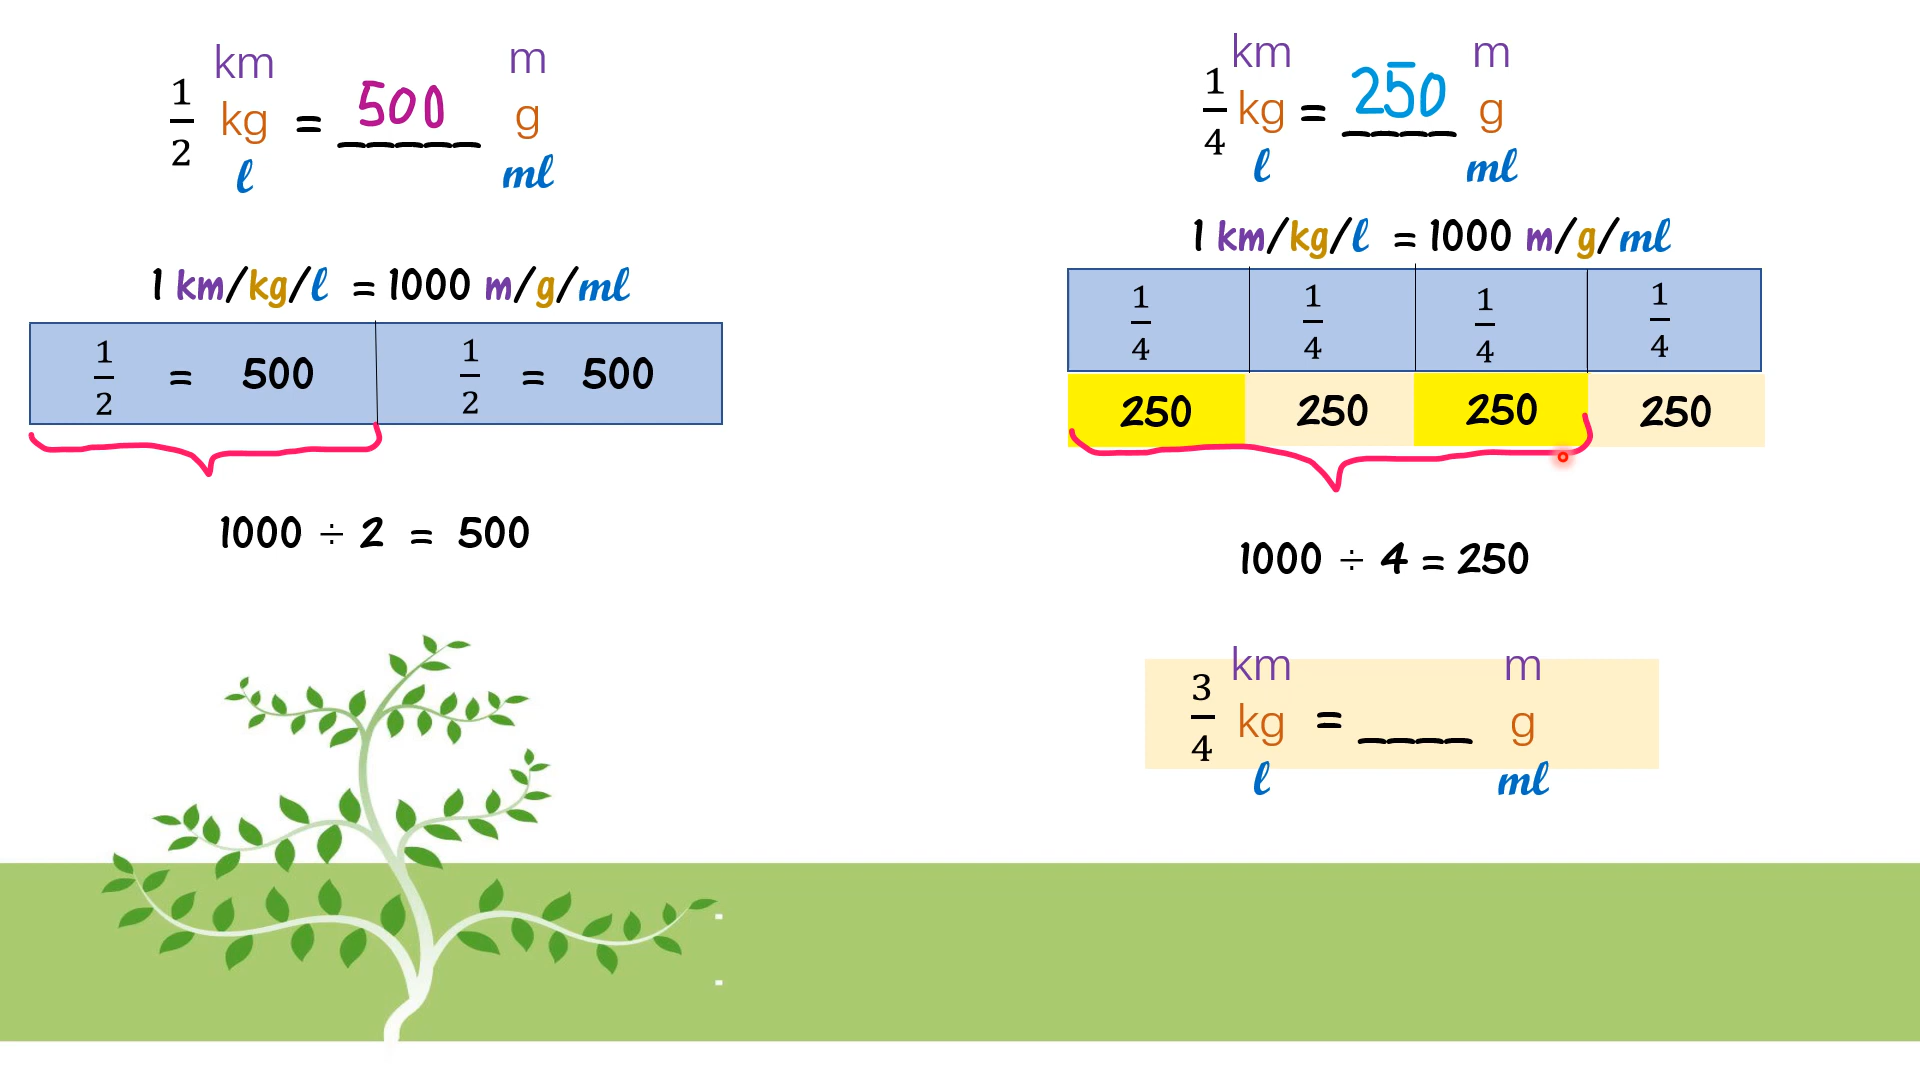 1/2 km kg l = 500 _____ m g ml
1 km/kg/l = 1000 m/g/ml
1/2 = 500 1/2 = 500
1000 ÷ 2 = 500
1/4 km kg l = 250 ____ m g ml
1 km/kg/l = 1000 m/g/ml
1/4 1/4 1/4 1/4
250 250 250 250
1000 ÷ 4 = 250
3/4 km kg l = ____ m g ml